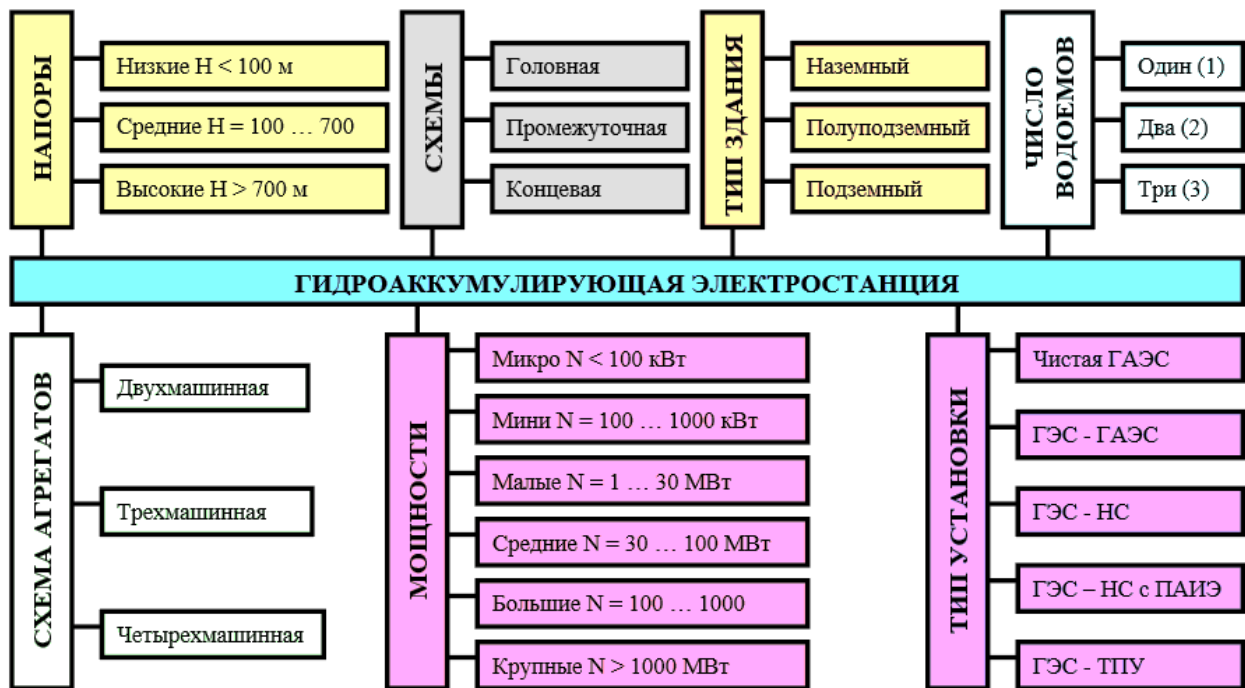 НАПОРЫ
Низкие Н < 100 м
Средние Н = 100 … 700
Высокие Н > 700 м
СХЕМЫ
Головная
Промежуточная
Концевая
ТИП ЗДАНИЯ
Наземный
Полуподземный
Подземный
ЧИСЛО
ВОДОЕМОВ
Один (1)
Два (2)
Три (3)
ГИДРОАККУМУЛИРУЮЩАЯ ЭЛЕКТРОСТАНЦИЯ
СХЕМА АГРЕГАТОВ
Двухмашинная
Трехмашинная
Четырехмашинная
МОЩНОСТИ
Микро N < 100 кВт
Мини N = 100 … 1000 кВт
Малые N = 1 … 30 МВт
Средние N = 30 … 100 МВт
Большие N = 100 … 1000
Крупные N > 1000 МВт
ТИП УСТАНОВКИ
Чистая ГАЭС
ГЭС - ГАЭС
ГЭС - НС
ГЭС – НС с ПАИЭ
ГЭС - ТПУ